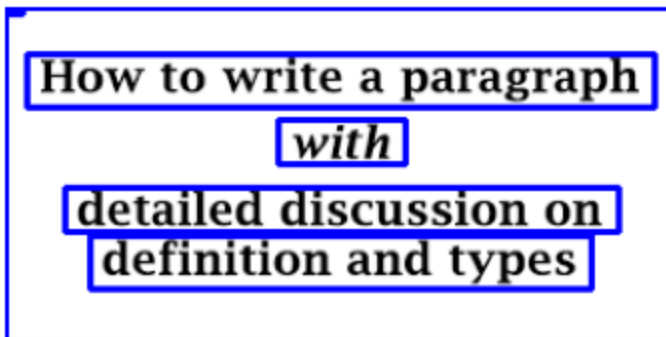 How to write a paragraph
with
detailed discussion on
definition and types